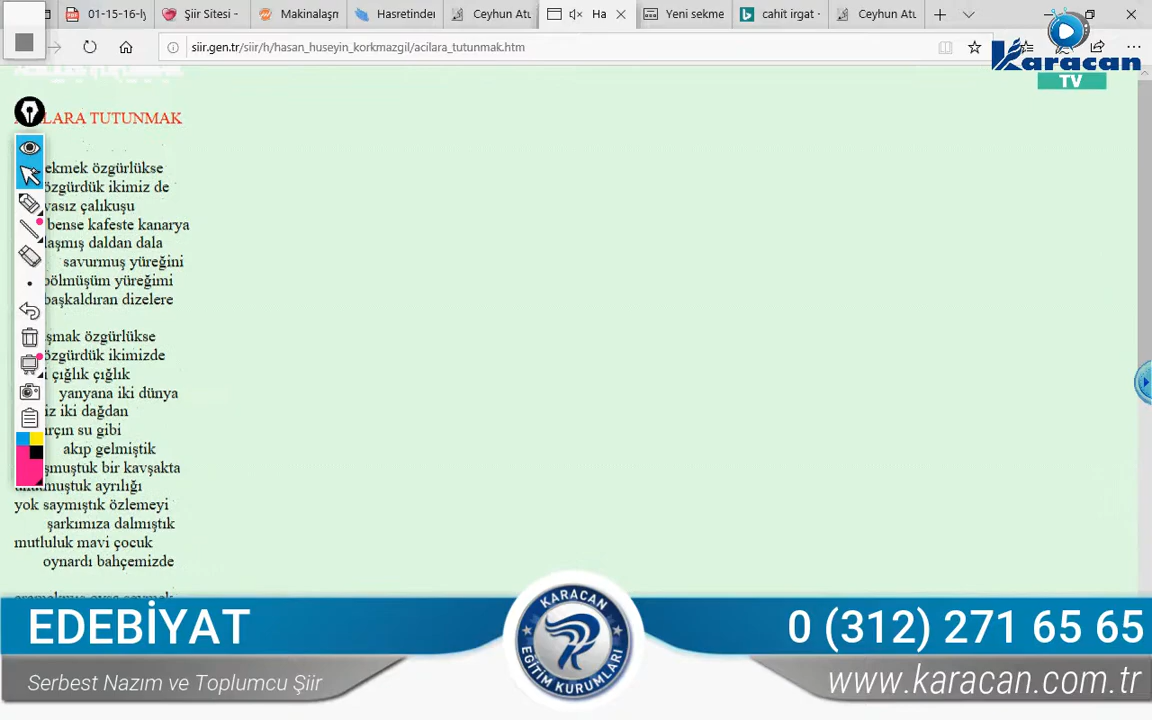 01-15-16-ly
Şiir Sitesi -
Makinalaşn
Hasretinder
Ceyhun Atu
Ha
Yeni sekme
cahit irgat -
Ceyhun Atu
siir.gen.tr/siir/h/hasan_huseyin_korkmazgil/acilara_tutunmak.htm
Karacan
TV
LARA TUTUNMAK
ekmek özgürlükse
özgürdük ikimiz de
yasız çalıkuşu
bense kafeste kanarya
laşmış daldan dala
savurmuş yüreğini
bölmüşüm yüreğimi
başkaldıran dizelere
şmak özgürlükse
özgürdük ikimizde
i çığlık çığlık
yanyana iki dünya
iz iki dağdan
ırçın su gibi
akıp gelmiştik
şmuştuk bir kavşakta
muştuk ayrılığı
yok saymıştık özlemeyi
şarkımıza dalmıştık
mutluluk mavi çocuk
oynardı bahçemizde
EDEBİYAT
Serbest Nazım ve Toplumcu Şiir
KARACAN
EĞİTİM KURUMLARI
0 (312) 271 65 65
www.karacan.com.tr